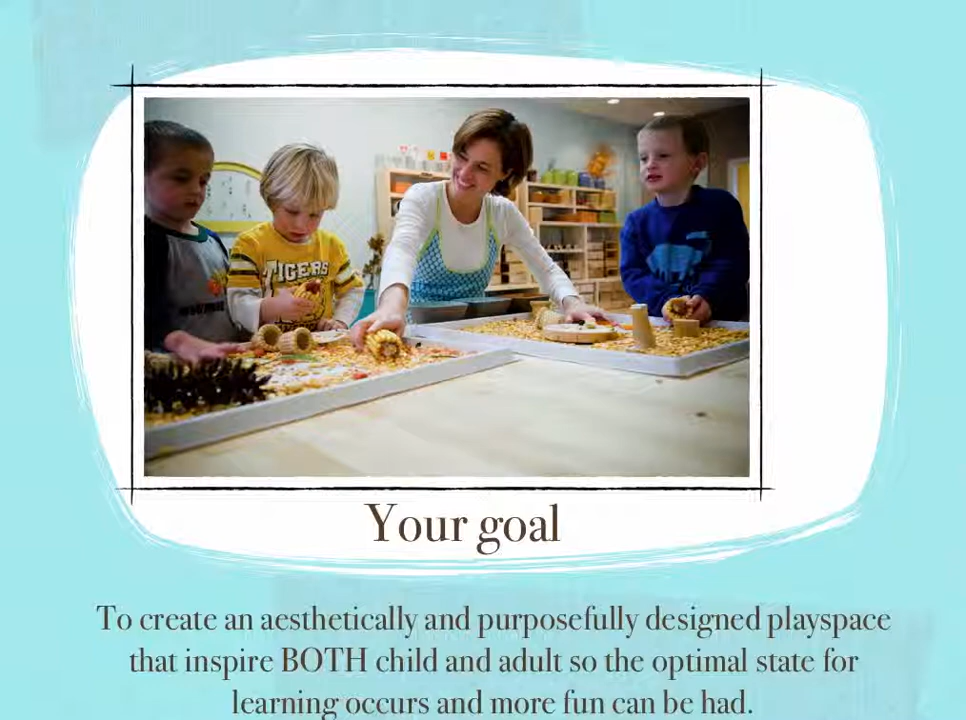 TIGERS
Your goal
To create an aesthetically and purposefully designed playspace
that inspire BOTH child and adult so the optimal state for
learning occurs and more fun can be had.